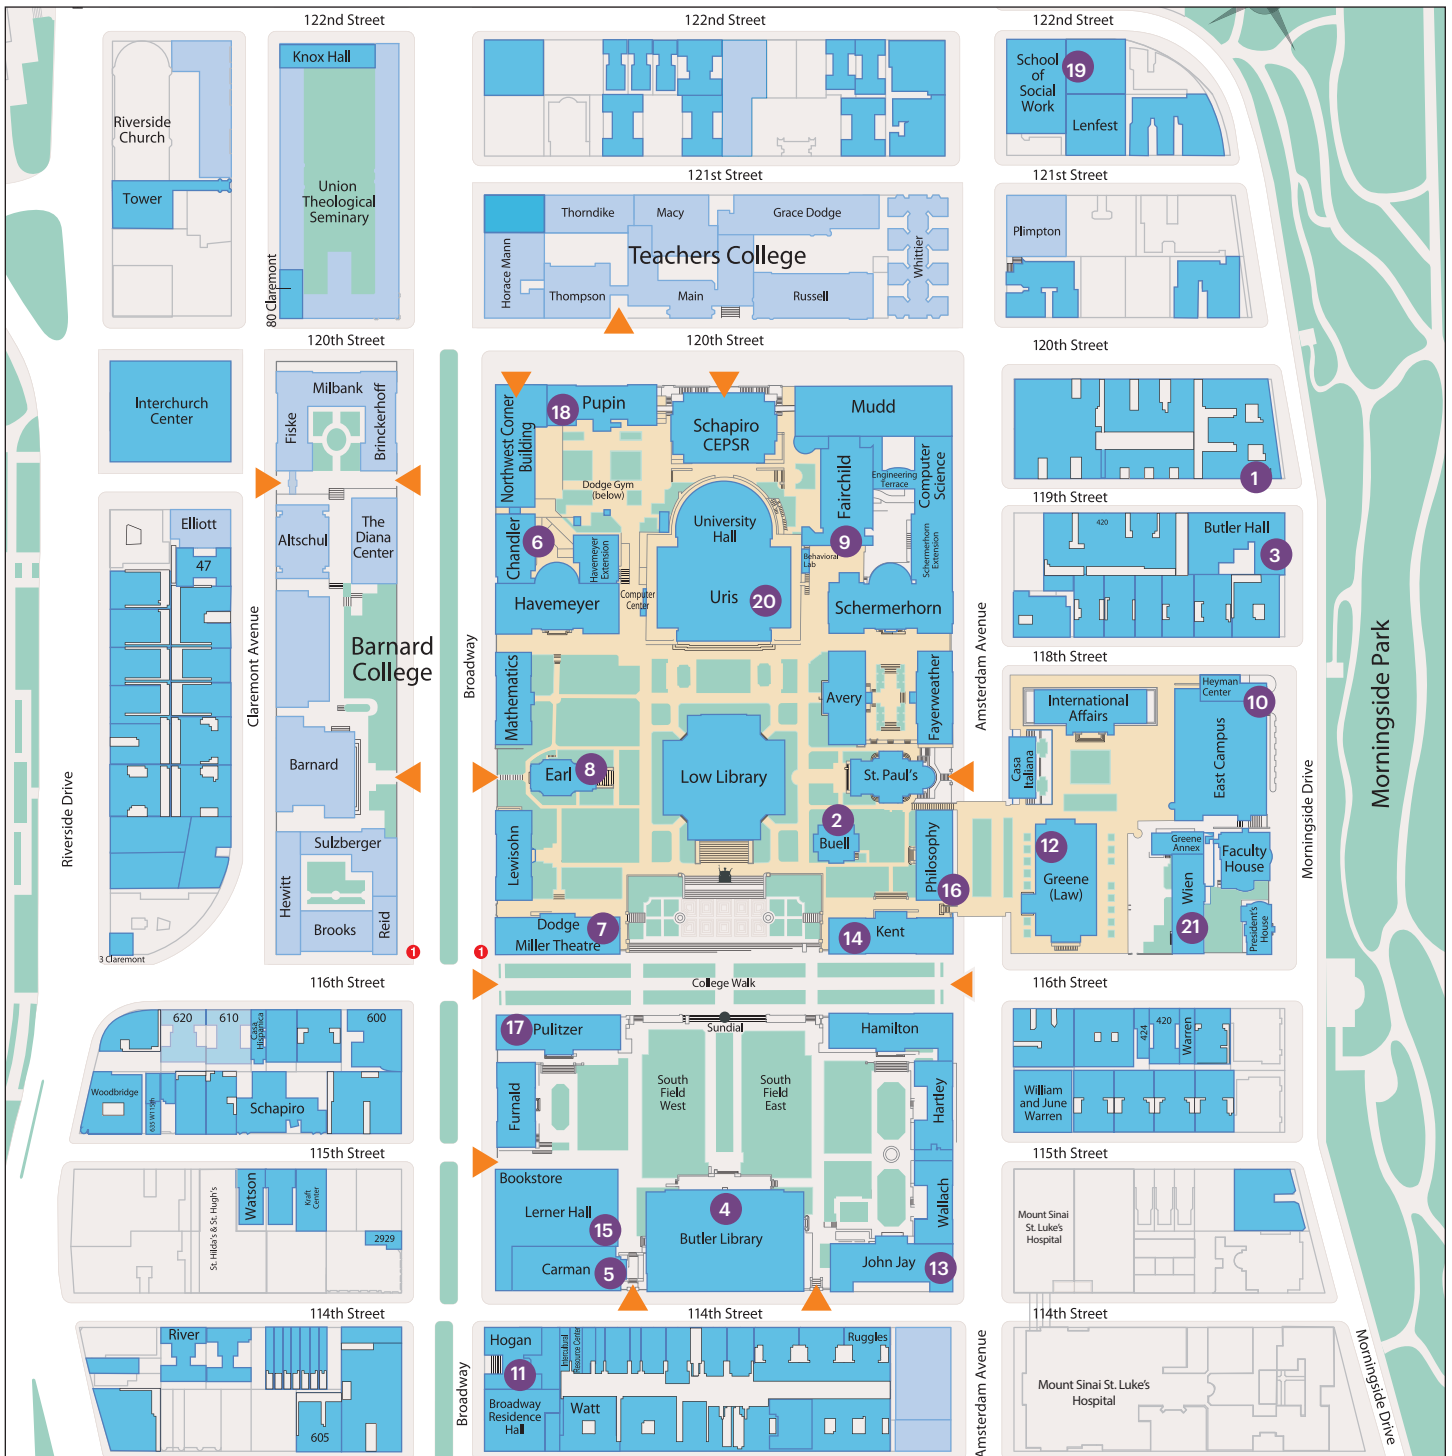 122nd Street
122nd Street
122nd Street
Knox Hall
School
of
Social
Work
19
Lenfest
Riverside
Church
Tower
Union
Theological
Seminary
80 Claremont
121st Street
121st Street
Thorndike
Macy
Grace Dodge
Horace Mann
Teachers College
Whittier
Thompson
Main
Russell
Plimpton
120th Street
120th Street
120th Street
Interchurch
Center
Milbank
Fiske
Brinckerhoff
Northwest Corner
Building
18
Pupin
Schapiro
CEPSR
Mudd
Dodge Gym
(below)
Fairchild
Engineering
Terrace
Computer
Science
1
119th Street
Elliott
47
Altschul
The
Diana
Center
Chandler
6
Havemeyer
Extension
University
Hall
9
Behavioral
Lab
Schermerhorn
Extension
420
Butler Hall
3
Havemeyer
Computer
Center
Uris
20
Schermerhorn
Claremont Avenue
Barnard
College
Broadway
Amsterdam Avenue
118th Street
Mathematics
Avery
Fayerweather
International
Affairs
Heyman
Center
10
Casa
Italiana
East Campus
Morningside Park
Riverside Drive
Barnard
Earl
8
Low Library
St. Paul's
Morningside Drive
Lewisohn
2
Buell
Philosophy
16
12
Greene
(Law)
Greene
Annex
Wien
21
Faculty
House
President's
House
Sulzberger
Hewitt
Brooks
Reid
3 Claremont
1
1
Dodge
7
Miller Theatre
14
Kent
116th Street
College Walk
116th Street
620
610
Casa
Hispanica
600
17
Pulitzer
Sundial
Hamilton
424
420
Warren
Woodbridge
635 W115th
Schapiro
Furnald
South
Field
West
South
Field
East
Hartley
William
and June
Warren
115th Street
115th Street
St. Hilda's & St. Hugh's
Watson
Kraft
Center
2929
Bookstore
Lerner Hall
15
Carman
5
4
Butler Library
Wallach
John Jay
13
Mount Sinai
St. Luke's
Hospital
114th Street
114th Street
114th Street
River
605
Broadway
Hogan
11
Intercultural
Resource Center
Ruggles
Broadway
Residence
Hall
Watt
Amsterdam Avenue
Mount Sinai St. Luke's
Hospital
Morningside Drive